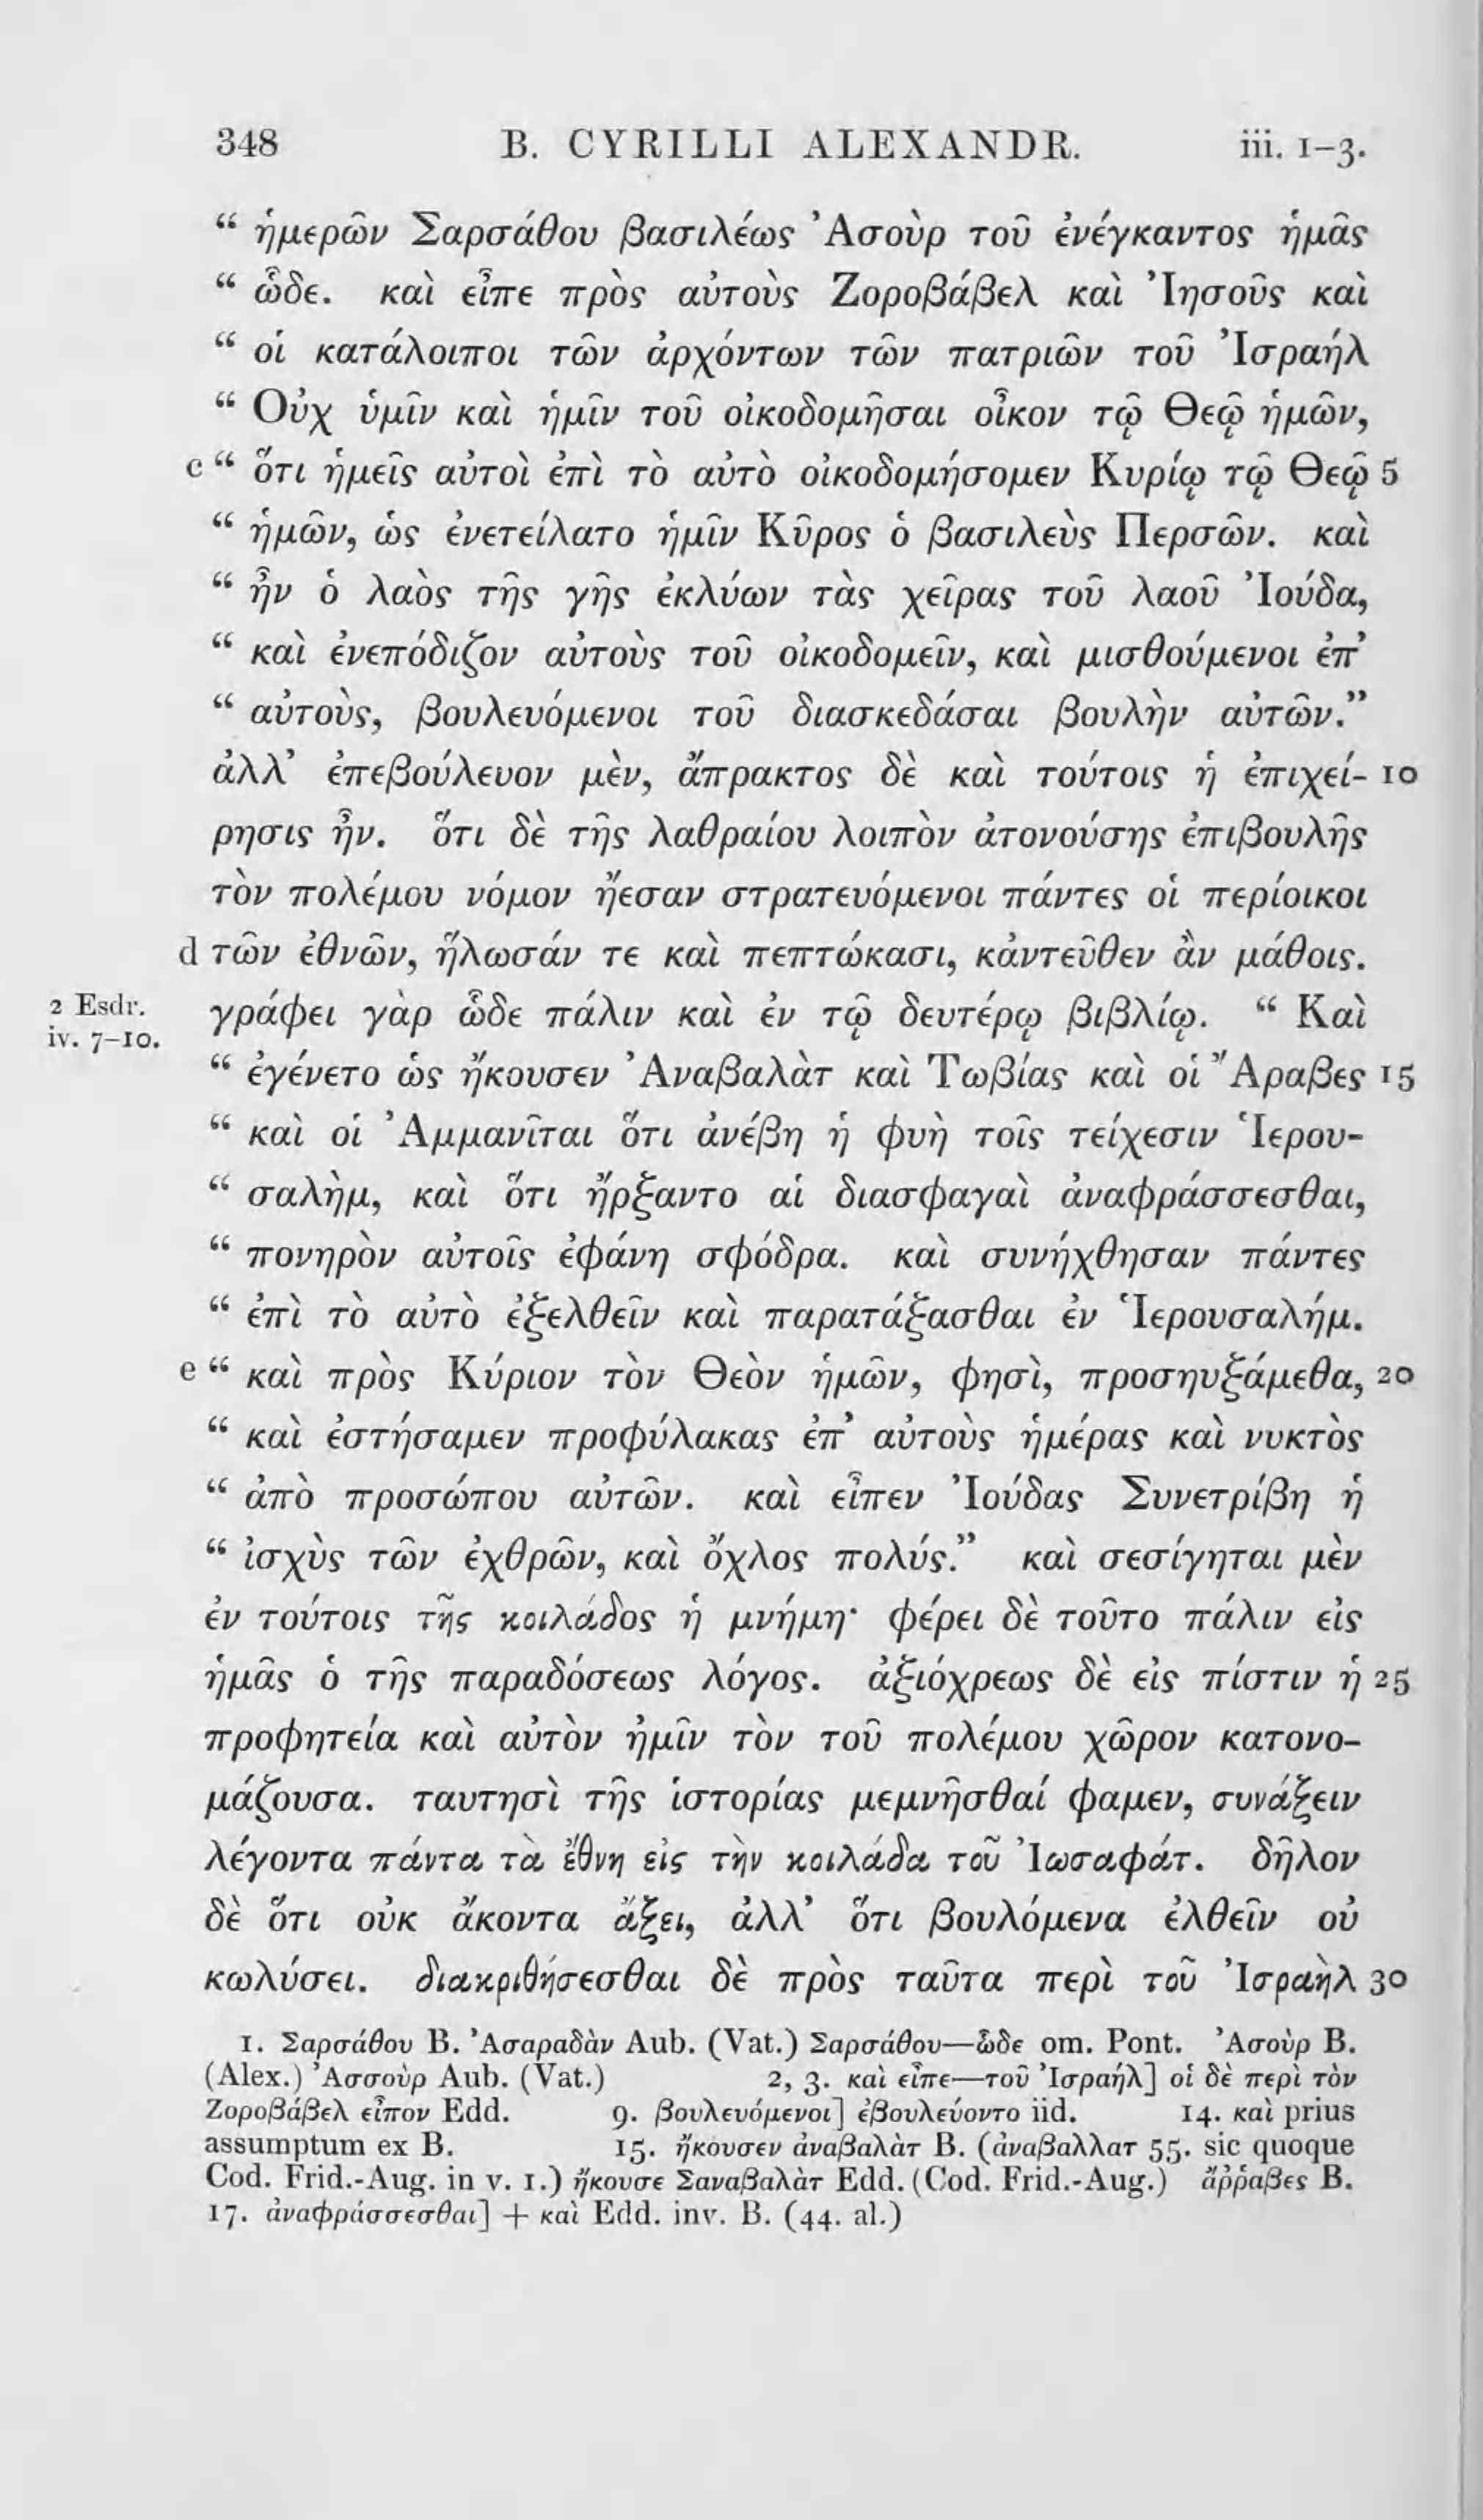 348 B. CYRILLI ALEXANDR. iii. 1–3.
“ ἡμερῶν Σαρσάθου βασιλέως Ἀσοὺρ τοῦ ἐνέγκαντος ἡμᾶς
“ ὧδε. καὶ εἶπε πρὸς αὐτοὺς Ζοροβάβελ καὶ Ἰησοῦς καὶ
“ οἱ κατάλοιποι τῶν ἀρχόντων τῶν πατριῶν τοῦ Ἰσραήλ
“ Οὐχ ὑμῖν καὶ ἡμῖν τοῦ οἰκοδομῆσαι οἶκον τῷ Θεῷ ἡμῶν,
c “ ὅτι ἡμεῖς αὐτοὶ ἐπὶ τὸ αὐτὸ οἰκοδομήσομεν Κυρίῳ τῷ Θεῷ 5
“ ἡμῶν, ὡς ἐνετείλατο ἡμῖν Κῦρος ὁ βασιλεὺς Περσῶν. καὶ
“ ἦν ὁ λαὸς τῆς γῆς ἐκλύων τὰς χεῖρας τοῦ λαοῦ Ἰούδα,
“ καὶ ἐνεπόδιζον αὐτοὺς τοῦ οἰκοδομεῖν, καὶ μισθούμενοι ἐπ’
“ αὐτοὺς, βουλευόμενοι τοῦ διασκεδάσαι βουλὴν αὐτῶν.”
ἀλλ’ ἐπεβούλευον μὲν, ἄπρακτος δὲ καὶ τούτοις ἡ ἐπιχεί- 10
ρησις ἦν. ὅτι δὲ τῆς λαθραίου λοιπὸν ἀτονούσης ἐπιβουλῆς
τὸν πολέμου νόμον ᾔεσαν στρατευόμενοι πάντες οἱ περίοικοι
d τῶν ἐθνῶν, ἥλωσάν τε καὶ πεπτώκασι, κἀντεῦθεν ἂν μάθοις.
2 Esdr. iv. 7–10. γράφει γὰρ ὧδε πάλιν καὶ ἐν τῷ δευτέρῳ βιβλίῳ. “ Καὶ
“ ἐγένετο ὡς ἤκουσεν Ἀναβαλὰτ καὶ Τωβίας καὶ οἱ Ἄραβες 15
“ καὶ οἱ Ἀμμανῖται ὅτι ἀνέβη ἡ φυὴ τοῖς τείχεσιν Ἱερου-
“ σαλὴμ, καὶ ὅτι ἤρξαντο αἱ διασφαγαὶ ἀναφράσσεσθαι,
“ πονηρὸν αὐτοῖς ἐφάνη σφόδρα. καὶ συνήχθησαν πάντες
“ ἐπὶ τὸ αὐτὸ ἐξελθεῖν καὶ παρατάξασθαι ἐν Ἱερουσαλήμ.
e “ καὶ πρὸς Κύριον τὸν Θεὸν ἡμῶν, φησὶ, προσηυξάμεθα, 20
“ καὶ ἐστήσαμεν προφύλακας ἐπ’ αὐτοὺς ἡμέρας καὶ νυκτὸς
“ ἀπὸ προσώπου αὐτῶν. καὶ εἶπεν Ἰούδας Συνετρίβη ἡ
“ ἰσχὺς τῶν ἐχθρῶν, καὶ ὄχλος πολύς.” καὶ σεσίγηται μὲν
ἐν τούτοις τῆς κοιλάδος ἡ μνήμη· φέρει δὲ τοῦτο πάλιν εἰς
ἡμᾶς ὁ τῆς παραδόσεως λόγος. ἀξιόχρεως δὲ εἰς πίστιν ἡ 25
προφητεία καὶ αὐτὸν ἡμῖν τὸν τοῦ πολέμου χῶρον κατονο-
μάζουσα. ταυτησὶ τῆς ἱστορίας μεμνῆσθαί φαμεν, συνάξειν
λέγοντα πάντα τὰ ἔθνη εἰς τὴν κοιλάδα τοῦ Ἰωσαφάτ. δῆλον
δὲ ὅτι οὐκ ἄκοντα ἄξει, ἀλλ’ ὅτι βουλόμενα ἐλθεῖν οὐ
κωλύσει. διακριθήσεσθαι δὲ πρὸς ταῦτα περὶ τοῦ Ἰσραὴλ 30
1. Σαρσάθου B. Ἀσαραδὰν Aub. (Vat.) Σαρσάθου—ὧδε om. Pont. Ἀσοὺρ B.
(Alex.) Ἀσσοὺρ Aub. (Vat.) 2, 3. καὶ εἶπε—τοῦ Ἰσραὴλ] οἱ δὲ περὶ τὸν
Ζοροβάβελ εἶπον Edd. 9. βουλευόμενοι] ἐβουλεύοντο iid. 14. καὶ prius
assumptum ex B. 15. ἤκουσεν ἀναβαλὰτ B. (ἀναβαλλατ 55. sic quoque
Cod. Frid.-Aug. in v. 1.) ἤκουσε Σαναβαλὰτ Edd. (Cod. Frid.-Aug.) ἄῤῥαβες B.
17. ἀναφράσσεσθαι] + καὶ Edd. inv. B. (44. al.)